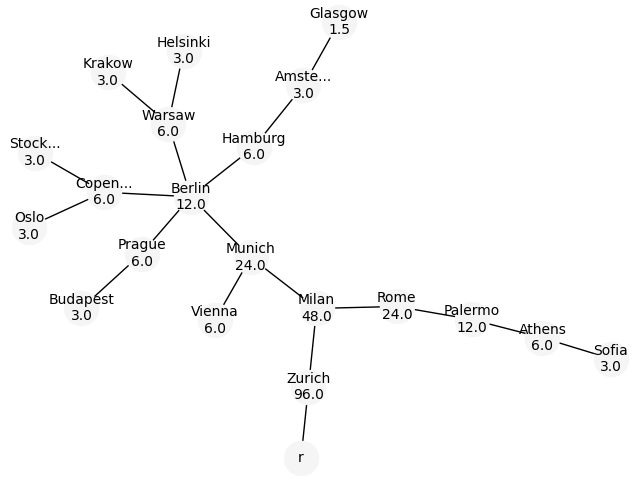 Glasgow
1.5
Helsinki
3.0
Krakow
3.0
Amste...
3.0
Warsaw
6.0
Hamburg
6.0
Stock...
3.0
Copen...
6.0
Berlin
12.0
Oslo
3.0
Prague
6.0
Munich
24.0
Budapest
3.0
Vienna
6.0
Milan
48.0
Rome
24.0
Palermo
12.0
Athens
6.0
Sofia
3.0
Zurich
96.0
r